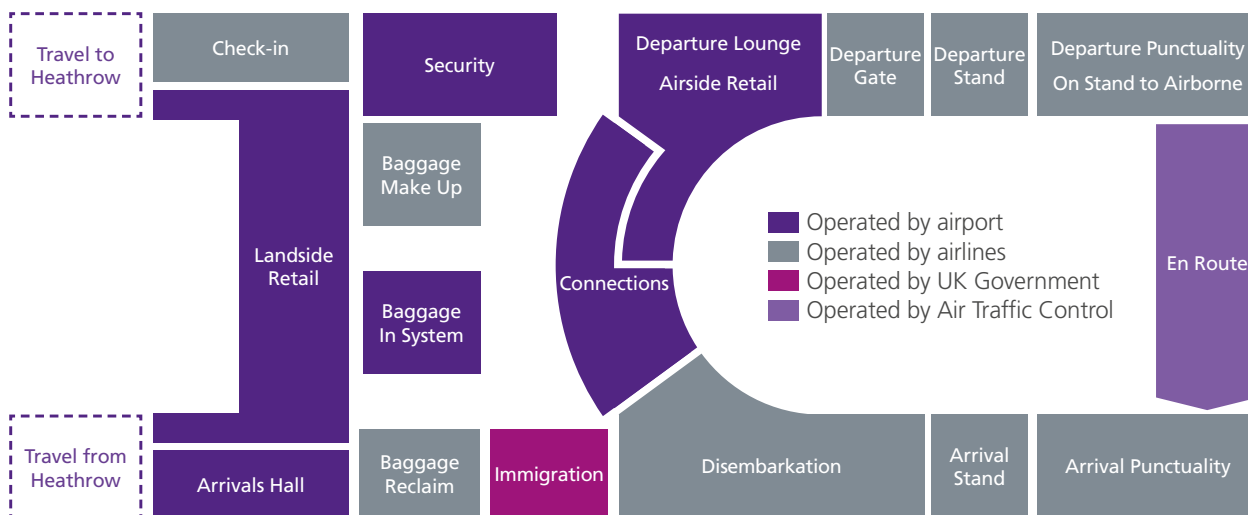 Travel to
Heathrow
Check-in
Security
Departure Lounge
Airside Retail
Departure
Gate
Departure
Stand
Departure Punctuality
On Stand to Airborne
Baggage
Make Up
Landside
Retail
Baggage
In System
Connections
Operated by airport
Operated by airlines
Operated by UK Government
Operated by Air Traffic Control
En Route
Travel from
Heathrow
Arrivals Hall
Baggage
Reclaim
Immigration
Disembarkation
Arrival
Stand
Arrival Punctuality